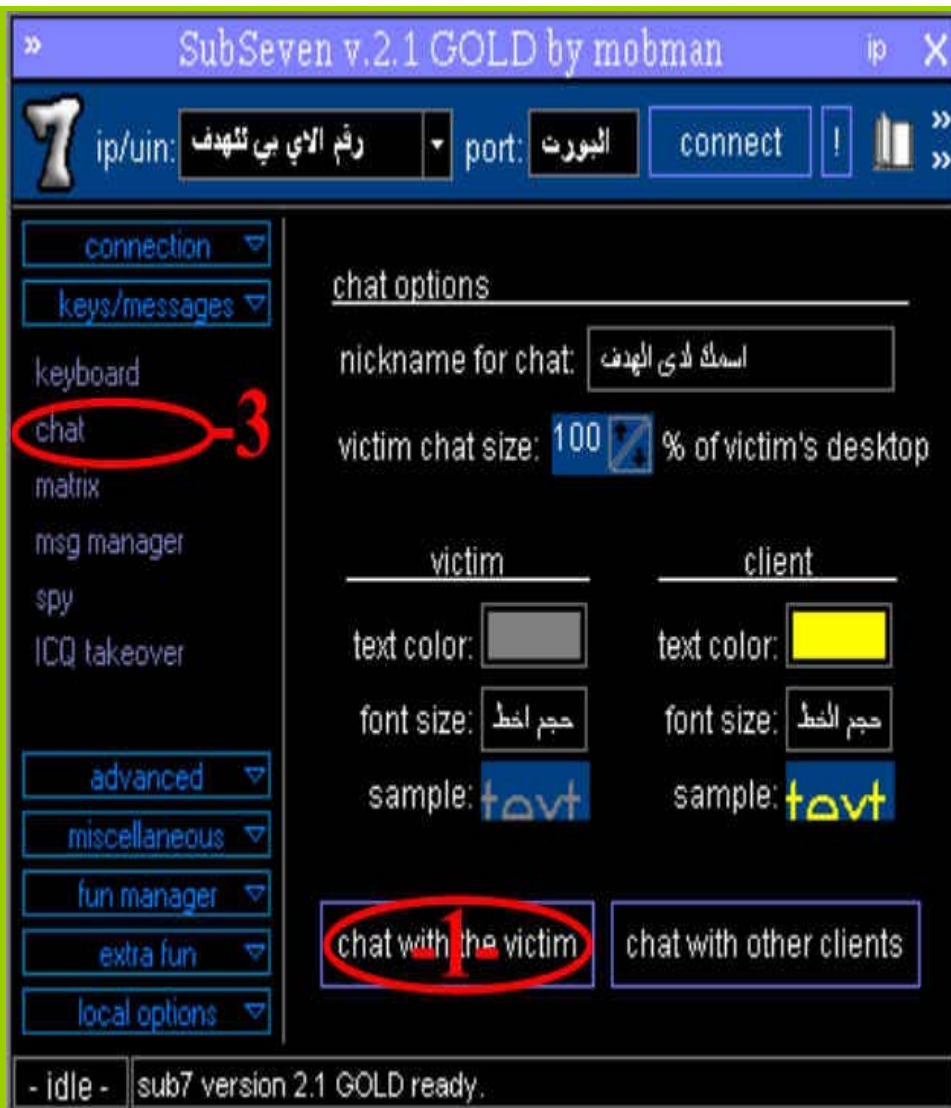 » SubSeven v.2.1 GOLD by mobman ip X
7 ip/uin: رقم الاي بي للهدف port: البورت connect ! »
»
connection
keys/messages
keyboard
chat -3
matrix
msg manager
spy
ICQ takeover
advanced
miscellaneous
fun manager
extra fun
local options
chat options
nickname for chat: اسمك لدى الهدف
victim chat size: 100 % of victim's desktop
victim client
text color: text color:
font size: حجم اخط font size: حجم الخط
sample: text sample: text
chat with the victim -1- chat with other clients
- idle - sub7 version 2.1 GOLD ready.